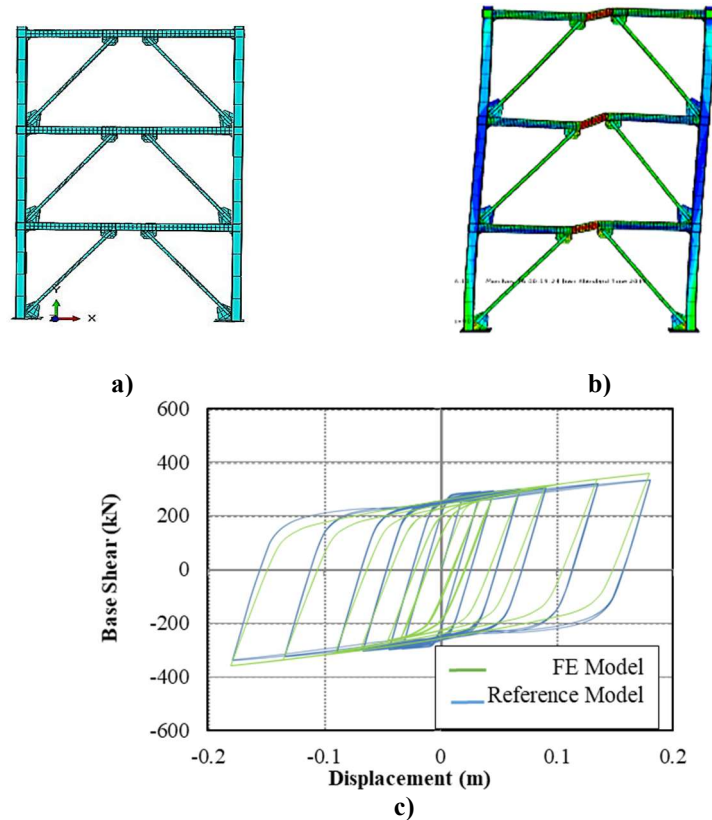 Y
X
a)
b)
600
400
200
0
-200
-400
-600
Base Shear (kN)
FE Model
Reference Model
-0.2
-0.1
0
0.1
0.2
Displacement (m)
c)